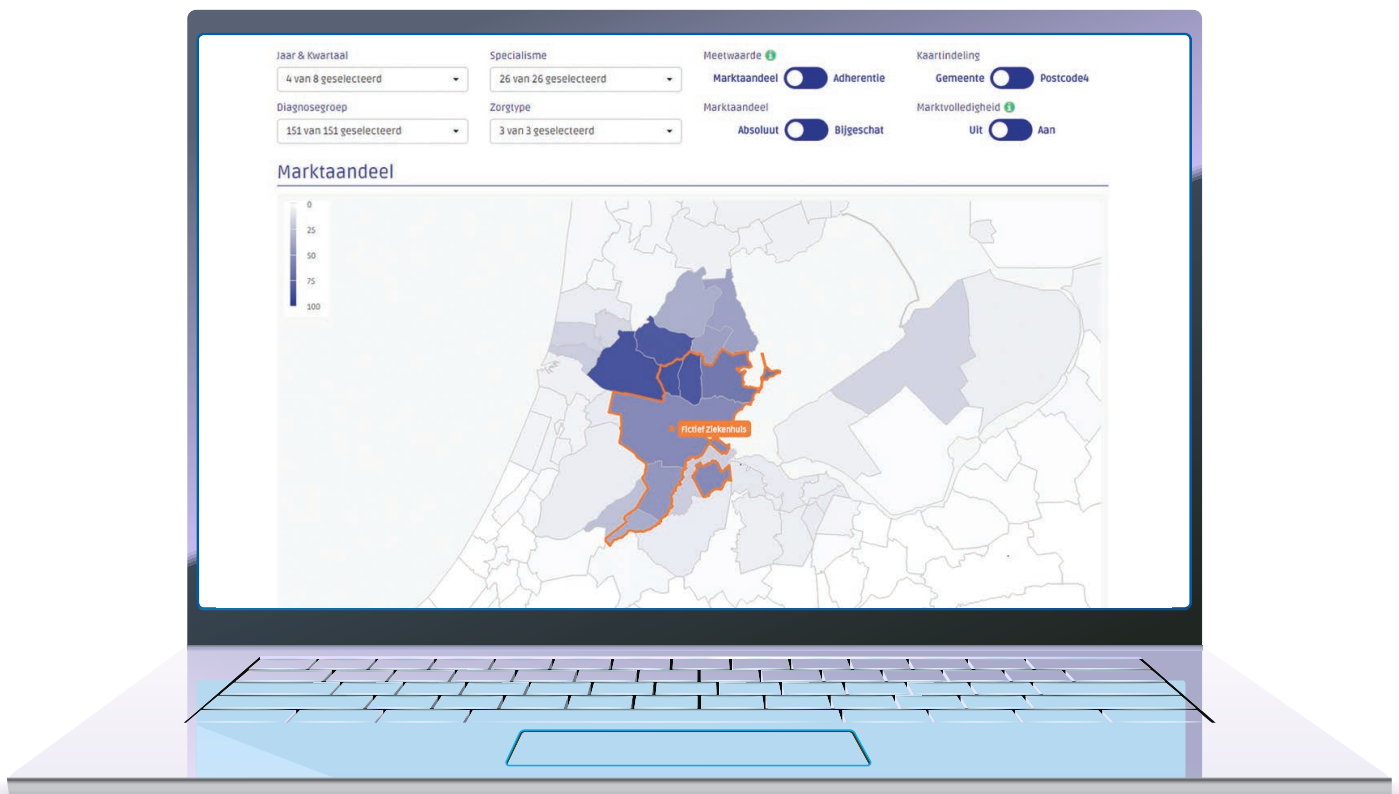 Jaar & Kwartaal
4 van 8 geselecteerd
Specialisme
26 van 26 geselecteerd
Meetwaarde
Marktaandeel Adherentie
Kaartindeling
Gemeente Postcode4
Diagnosegroep
151 van 151 geselecteerd
Zorgtype
3 van 3 geselecteerd
Marktaandeel
Absoluut Bijgeschat
Marktvolledigheid
Uit Aan
Marktaandeel
0
25
50
75
100
Fictief Ziekenhuis